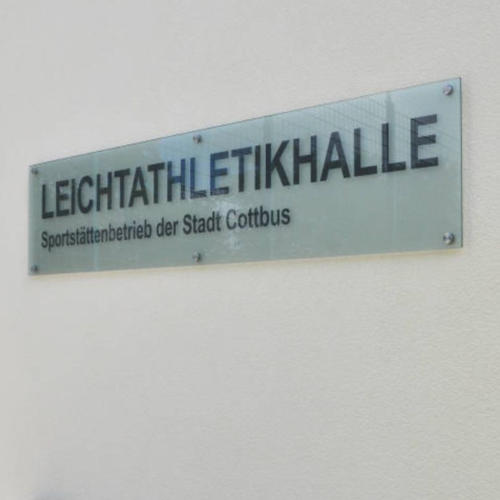 LEICHTATHLETIKHALLE
Sportstättenbetrieb der Stadt Cottbus